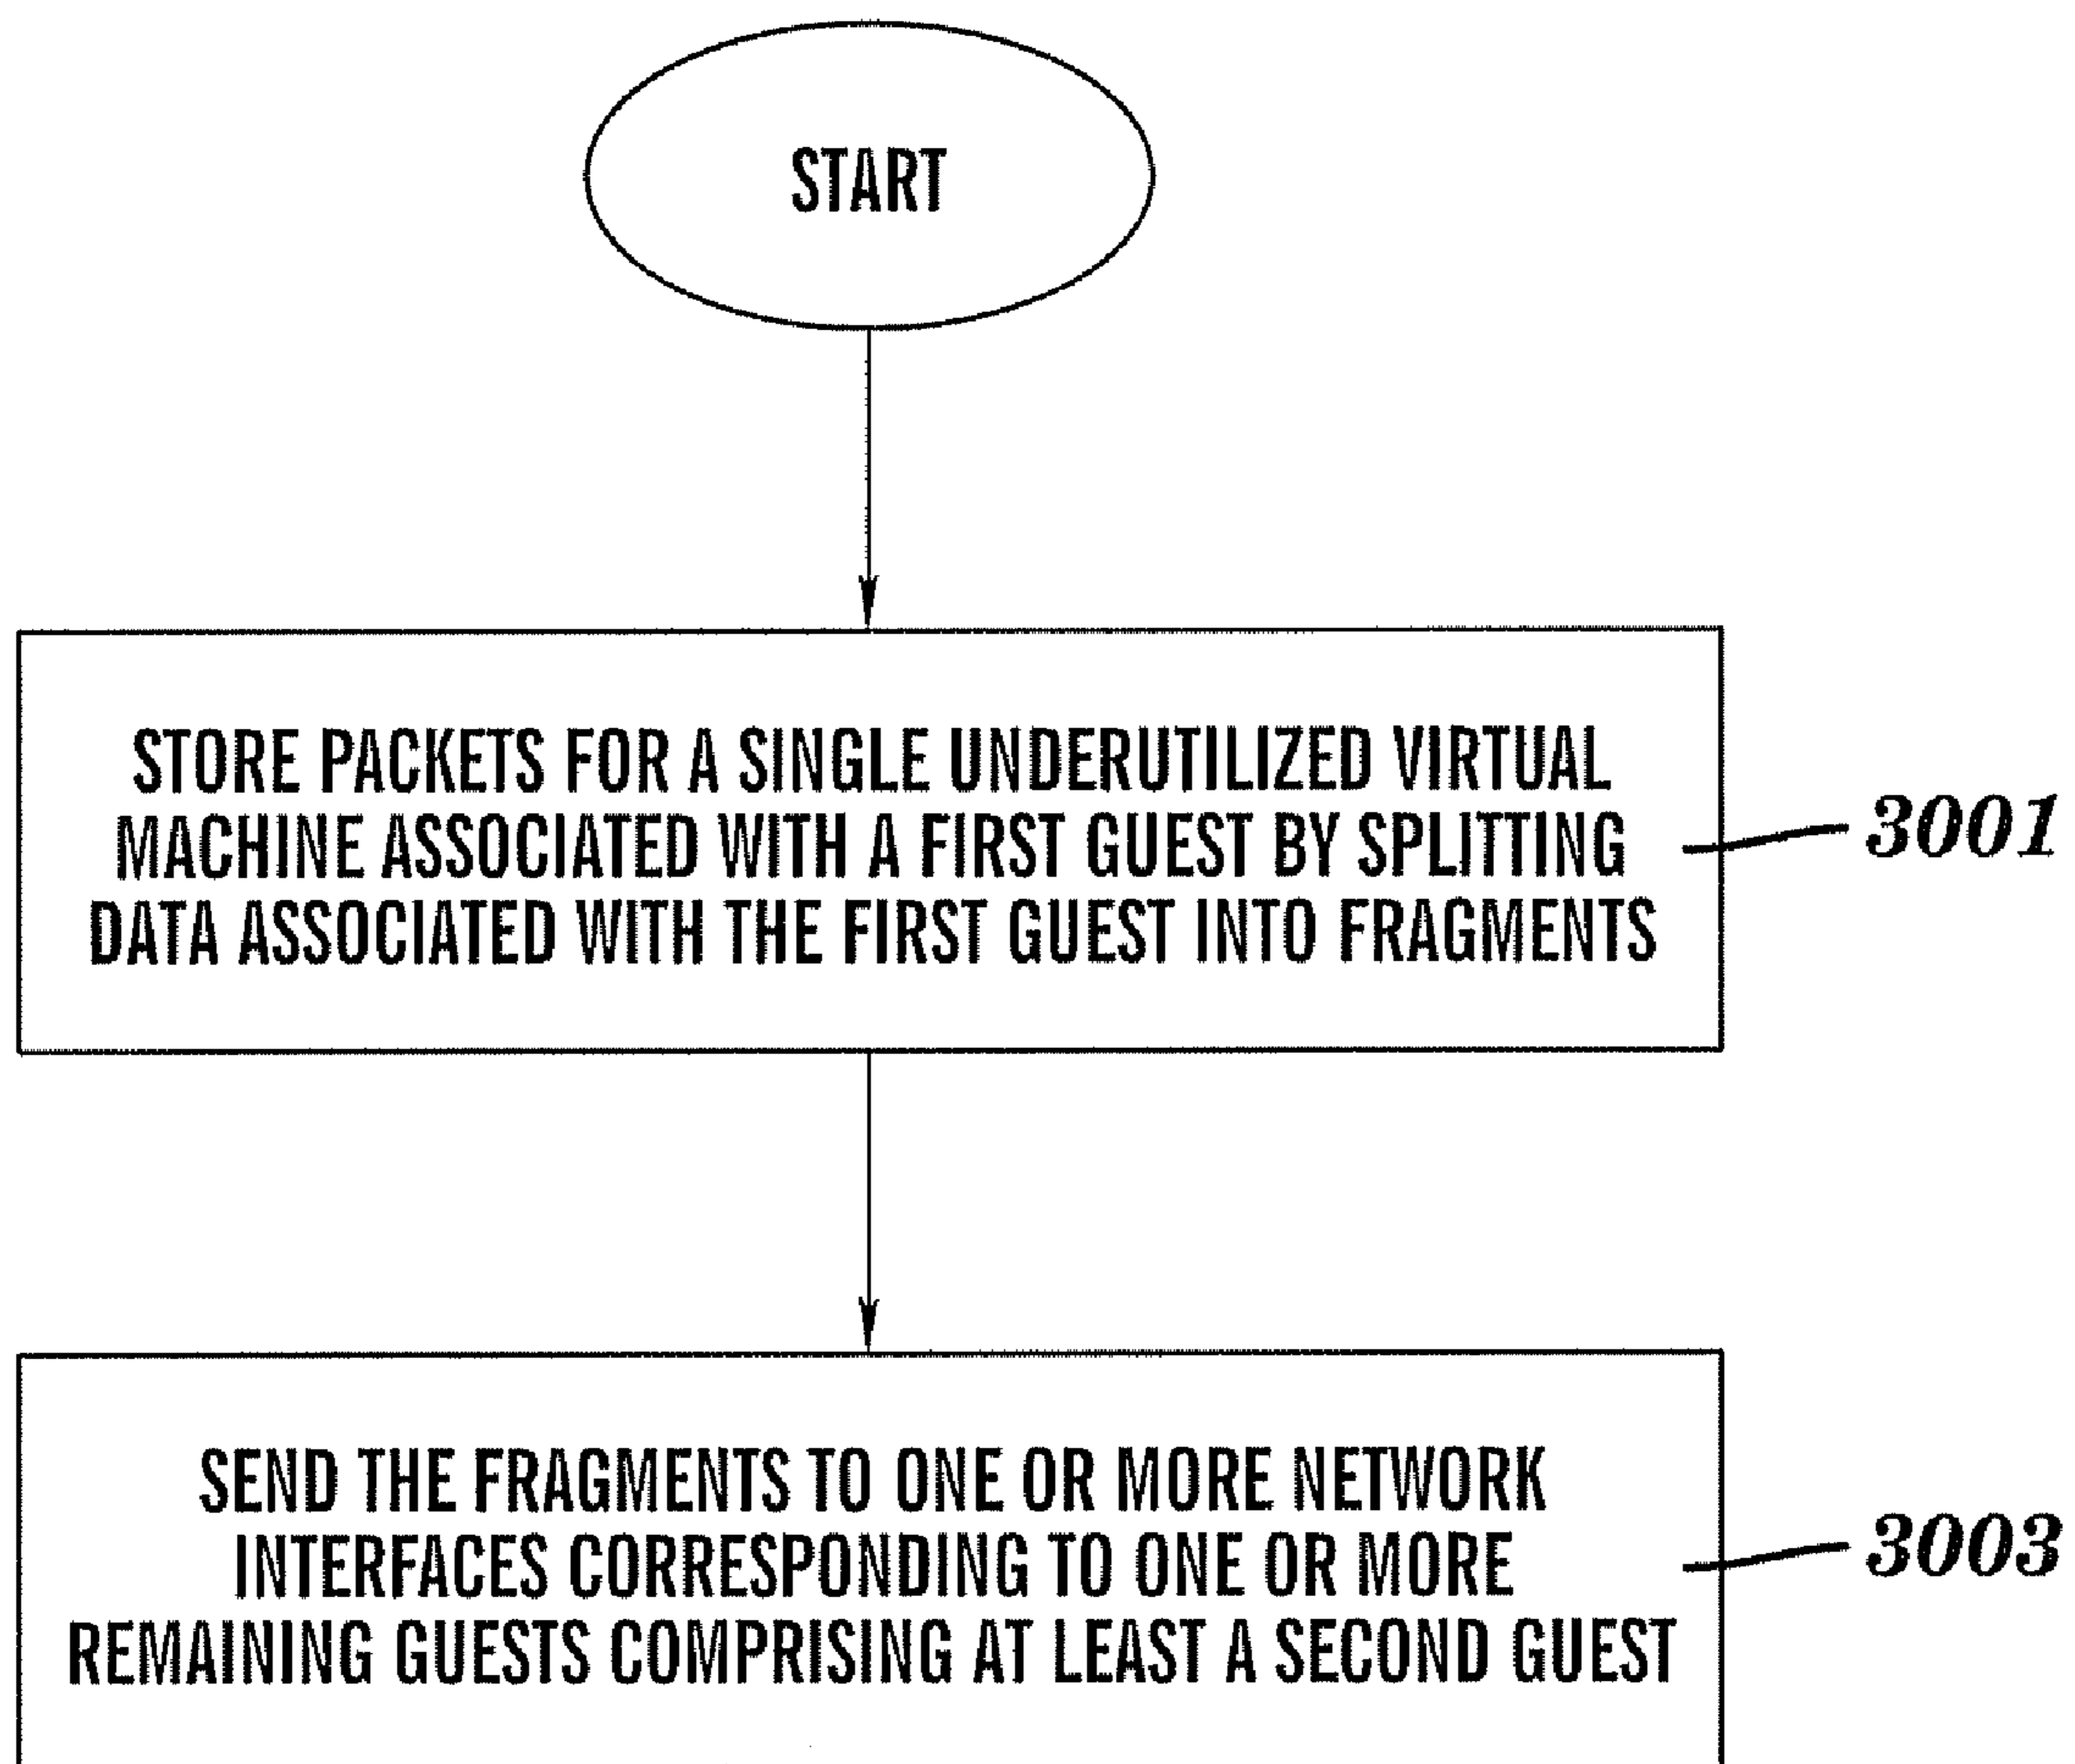 START
STORE PACKETS FOR A SINGLE UNDERUTILIZED VIRTUAL
MACHINE ASSOCIATED WITH A FIRST GUEST BY SPLITTING
DATA ASSOCIATED WITH THE FIRST GUEST INTO FRAGMENTS
3001
SEND THE FRAGMENTS TO ONE OR MORE NETWORK
INTERFACES CORRESPONDING TO ONE OR MORE
REMAINING GUESTS COMPRISING AT LEAST A SECOND GUEST
3003